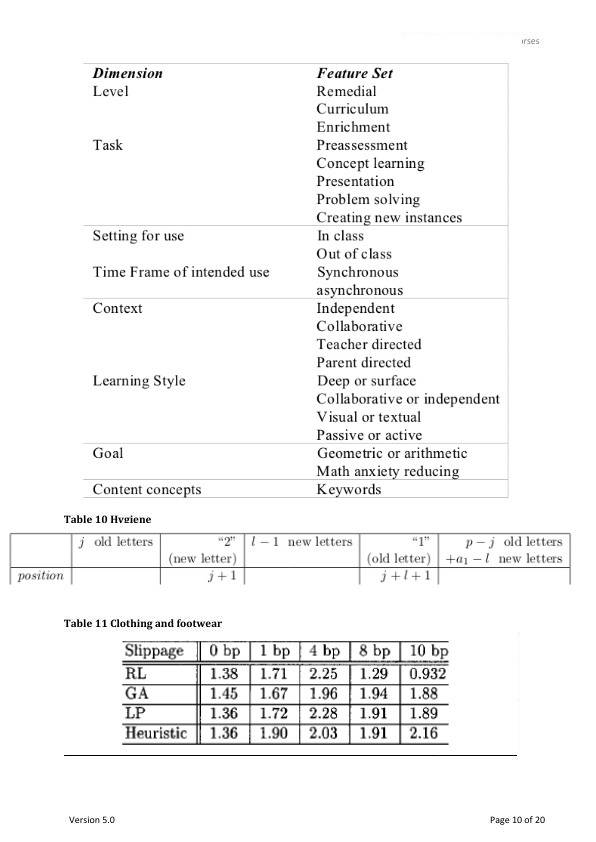 orses
Dimension Feature Set
Level Remedial
Curriculum
Enrichment
Task Preassessment
Concept learning
Presentation
Problem solving
Creating new instances
Setting for use In class
Out of class
Time Frame of intended use Synchronous
asynchronous
Context Independent
Collaborative
Teacher directed
Parent directed
Learning Style Deep or surface
Collaborative or independent
Visual or textual
Passive or active
Goal Geometric or arithmetic
Math anxiety reducing
Content concepts Keywords
Table 10 Hygiene
j old letters “2” l − 1 new letters “1” p − j old letters
(new letter) (old letter) +a₁ − l new letters
position j + 1 j + l + 1
Table 11 Clothing and footwear
Slippage 0 bp 1 bp 4 bp 8 bp 10 bp
RL 1.38 1.71 2.25 1.29 0.932
GA 1.45 1.67 1.96 1.94 1.88
LP 1.36 1.72 2.28 1.91 1.89
Heuristic 1.36 1.90 2.03 1.91 2.16
Version 5.0 Page 10 of 20